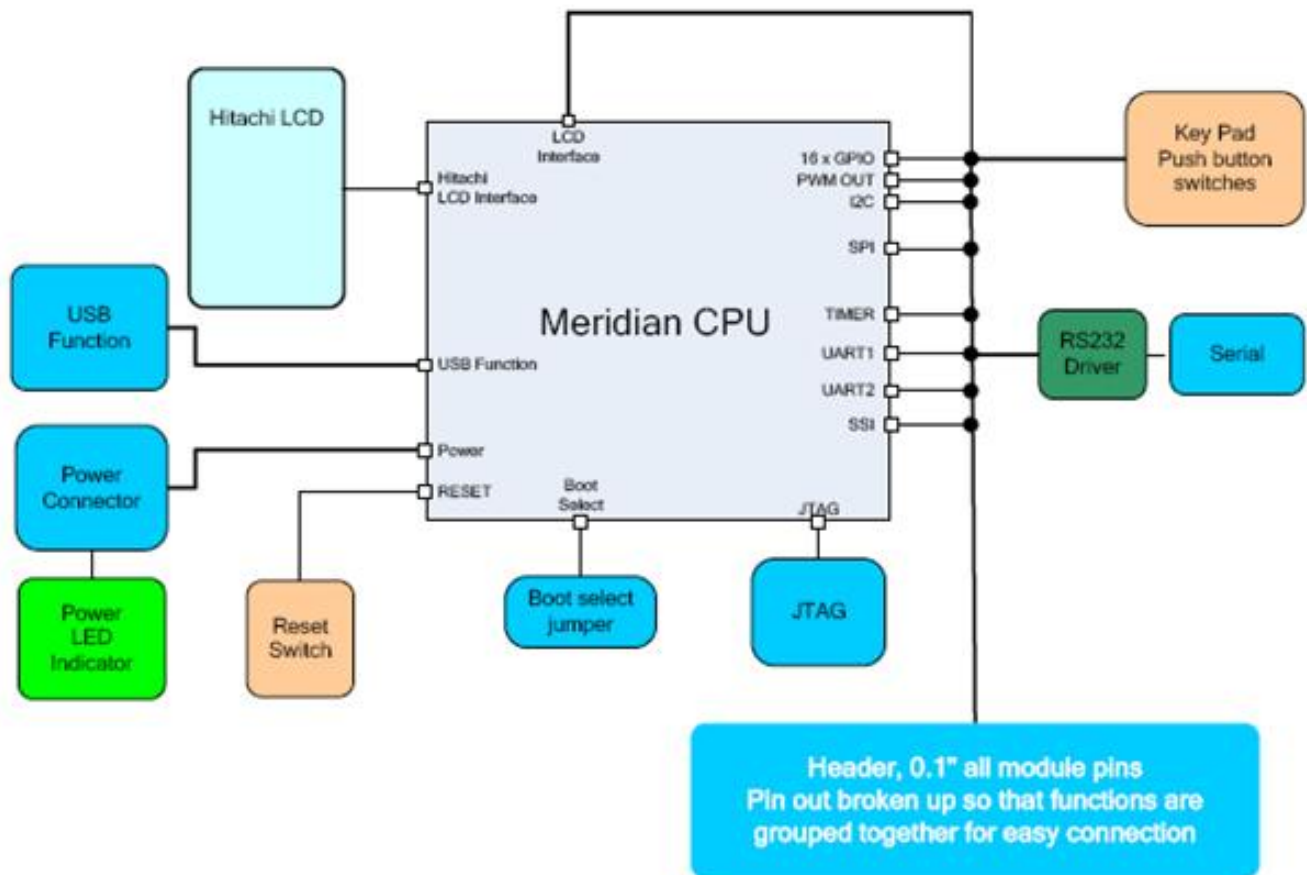 Hitachi LCD
LCD
Interface
Hitachi
LCD Interface
16 x GPIO
PWM OUT
I2C
SPI
Key Pad
Push button
switches
USB
Function
Meridian CPU
TIMER
UART1
UART2
SSI
RS232
Driver
Serial
USB Function
Power
RESET
Boot
Select
JTAG
Power
Connector
Power
LED
Indicator
Reset
Switch
Boot select
jumper
JTAG
Header, 0.1" all module pins
Pin out broken up so that functions are
grouped together for easy connection